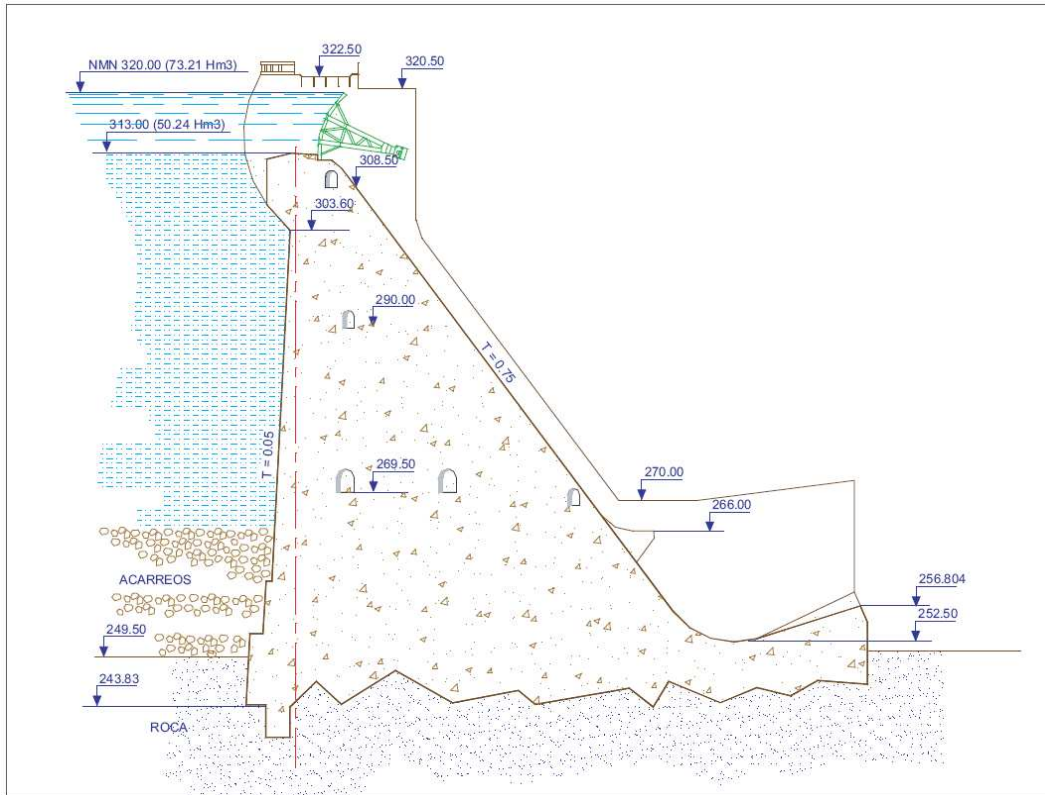 322.50
NMN 320.00 (73.21 Hm3)
320.50
313.00 (50.24 Hm3)
308.50
303.60
290.00
T = 0.75
T = 0.05
269.50
270.00
266.00
ACARREOS
256.804
249.50
252.50
243.83
ROCA